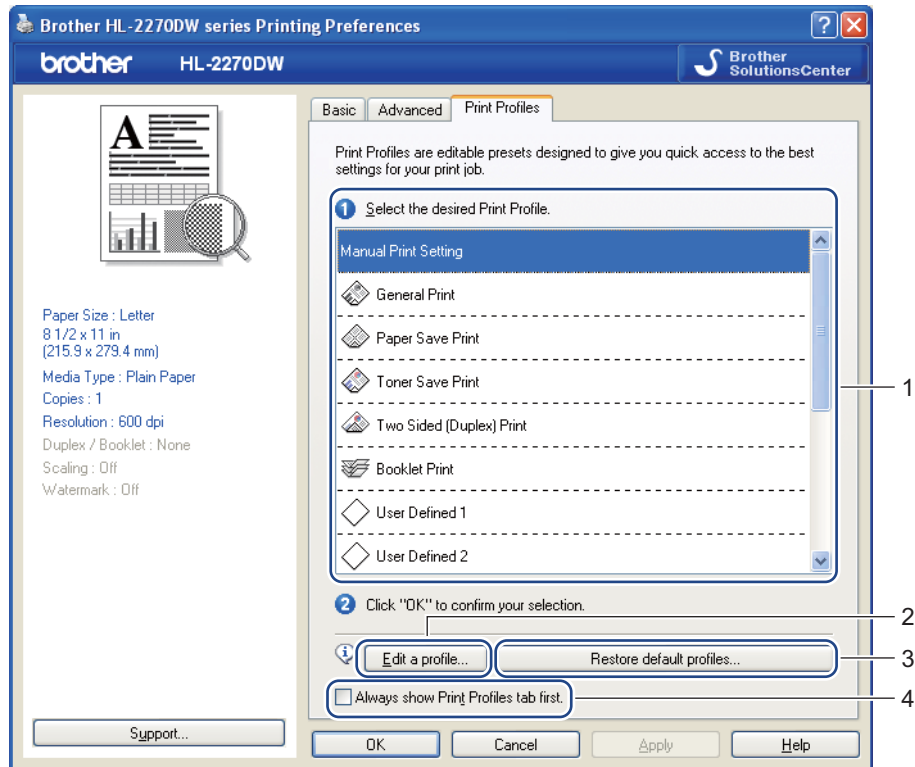 Brother HL-2270DW series Printing Preferences
brother HL-2270DW
Brother
SolutionsCenter
A
Paper Size : Letter
8 1/2 x 11 in
(215.9 x 279.4 mm)
Media Type : Plain Paper
Copies : 1
Resolution : 600 dpi
Duplex / Booklet : None
Scaling : Off
Watermark : Off
Support...
Basic Advanced Print Profiles
Print Profiles are editable presets designed to give you quick access to the best
settings for your print job.
1 Select the desired Print Profile.
Manual Print Setting
General Print
Paper Save Print
Toner Save Print
Two Sided (Duplex) Print
Booklet Print
User Defined 1
User Defined 2
2 Click "OK" to confirm your selection.
Edit a profile... Restore default profiles...
Always show Print Profiles tab first.
OK Cancel Apply Help
1
2
3
4